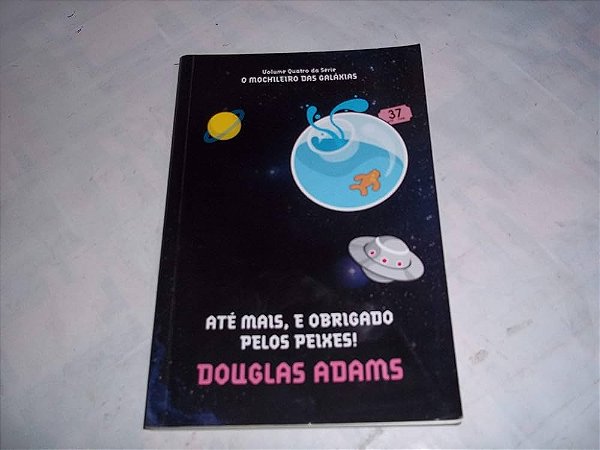 Volume Quatro da Série
O MOCHILEIRO DAS GALÁXIAS
37
ATÉ MAIS, E OBRIGADO
PELOS PEIXES!
DOUGLAS ADAMS